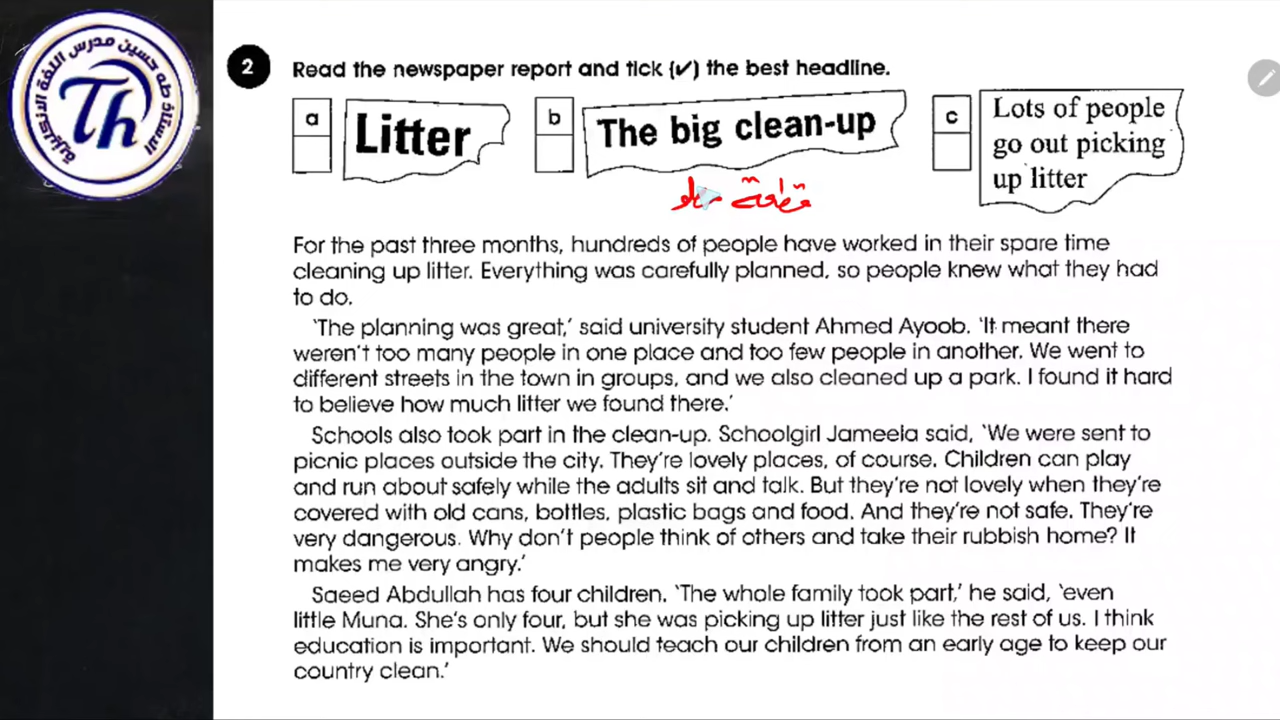 الاستاذ طه حسين مدرس اللغة الانجليزية
Th
2 Read the newspaper report and tick (✔) the best headline.
a Litter
b The big clean-up
c Lots of people
go out picking
up litter
قطعة
For the past three months, hundreds of people have worked in their spare time
cleaning up litter. Everything was carefully planned, so people knew what they had
to do.
‘The planning was great,’ said university student Ahmed Ayoob. ‘It meant there
weren’t too many people in one place and too few people in another. We went to
different streets in the town in groups, and we also cleaned up a park. I found it hard
to believe how much litter we found there.’
Schools also took part in the clean-up. Schoolgirl Jameela said, ‘We were sent to
picnic places outside the city. They’re lovely places, of course. Children can play
and run about safely while the adults sit and talk. But they’re not lovely when they’re
covered with old cans, bottles, plastic bags and food. And they’re not safe. They’re
very dangerous. Why don’t people think of others and take their rubbish home? It
makes me very angry.’
Saeed Abdullah has four children. ‘The whole family took part,’ he said, ‘even
little Muna. She’s only four, but she was picking up litter just like the rest of us. I think
education is important. We should teach our children from an early age to keep our
country clean.’